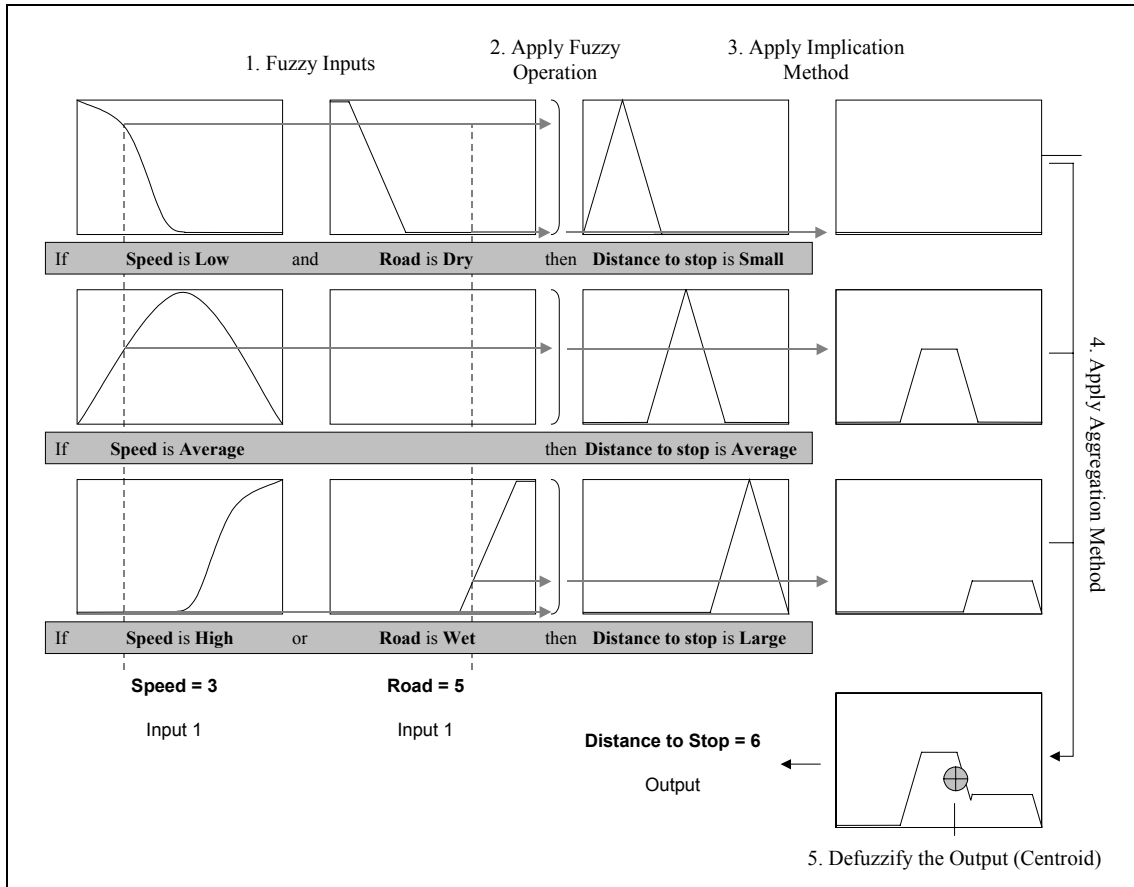 1. Fuzzy Inputs
2. Apply Fuzzy
Operation
3. Apply Implication
Method
If Speed is Low and Road is Dry then Distance to stop is Small
If Speed is Average then Distance to stop is Average
If Speed is High or Road is Wet then Distance to stop is Large
4. Apply Aggregation Method
Speed = 3
Input 1
Road = 5
Input 1
Distance to Stop = 6
Output
5. Defuzzify the Output (Centroid)